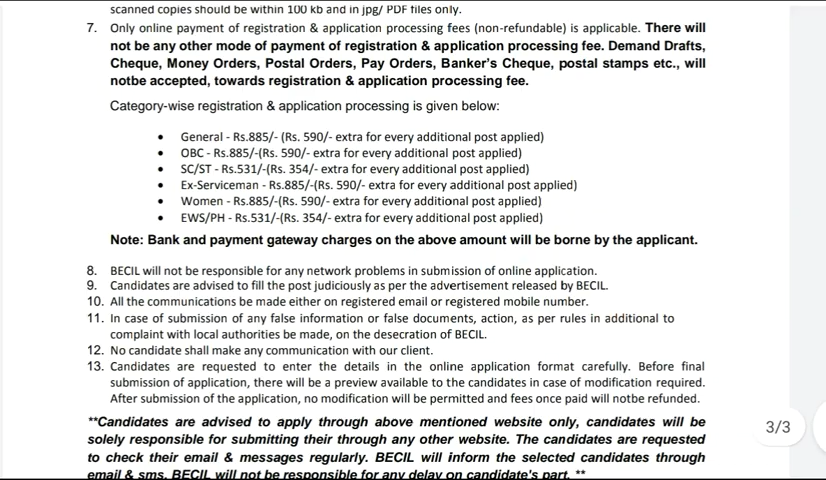 scanned copies should be within 100 kb and in jpg/ PDF files only.
7. Only online payment of registration & application processing fees (non-refundable) is applicable. There will
not be any other mode of payment of registration & application processing fee. Demand Drafts,
Cheque, Money Orders, Postal Orders, Pay Orders, Banker's Cheque, postal stamps etc., will
notbe accepted, towards registration & application processing fee.
Category-wise registration & application processing is given below:
• General - Rs.885/- (Rs. 590/- extra for every additional post applied)
• OBC - Rs.885/-(Rs. 590/- extra for every additional post applied)
• SC/ST - Rs.531/-(Rs. 354/- extra for every additional post applied)
• Ex-Serviceman - Rs.885/-(Rs. 590/- extra for every additional post applied)
• Women - Rs.885/-(Rs. 590/- extra for every additional post applied)
• EWS/PH - Rs.531/-(Rs. 354/- extra for every additional post applied)
Note: Bank and payment gateway charges on the above amount will be borne by the applicant.
8. BECIL will not be responsible for any network problems in submission of online application.
9. Candidates are advised to fill the post judiciously as per the advertisement released by BECIL.
10. All the communications be made either on registered email or registered mobile number.
11. In case of submission of any false information or false documents, action, as per rules in additional to
complaint with local authorities be made, on the desecration of BECIL.
12. No candidate shall make any communication with our client.
13. Candidates are requested to enter the details in the online application format carefully. Before final
submission of application, there will be a preview available to the candidates in case of modification required.
After submission of the application, no modification will be permitted and fees once paid will notbe refunded.
**Candidates are advised to apply through above mentioned website only, candidates will be
solely responsible for submitting their through any other website. The candidates are requested
to check their email & messages regularly. BECIL will inform the selected candidates through
email & sms. BECIL will not be responsible for any delay on candidate's part. **
3/3